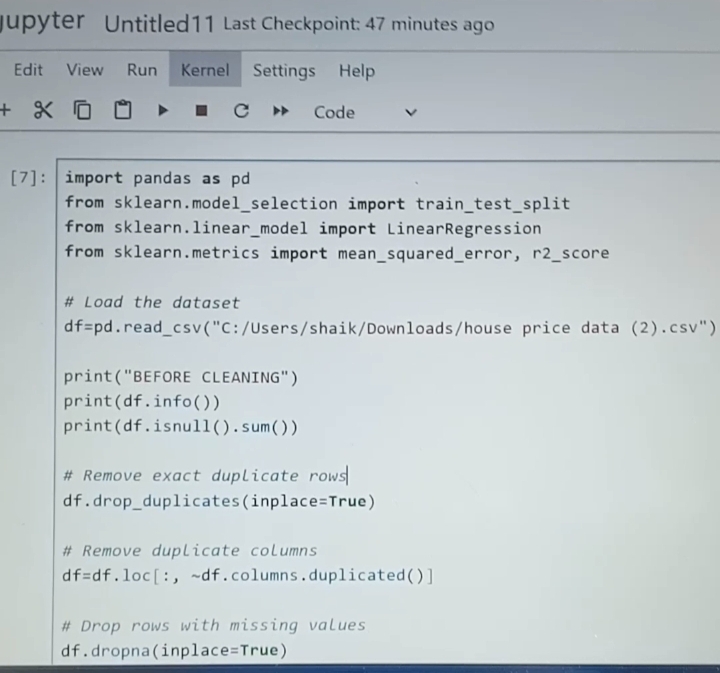 jupyter Untitled11 Last Checkpoint: 47 minutes ago
Edit View Run Kernel Settings Help
+ Code
[7]: import pandas as pd
from sklearn.model_selection import train_test_split
from sklearn.linear_model import LinearRegression
from sklearn.metrics import mean_squared_error, r2_score
# Load the dataset
df=pd.read_csv("C:/Users/shaik/Downloads/house price data (2).csv")
print("BEFORE CLEANING")
print(df.info())
print(df.isnull().sum())
# Remove exact duplicate rows
df.drop_duplicates(inplace=True)
# Remove duplicate columns
df=df.loc[:, ~df.columns.duplicated()]
# Drop rows with missing values
df.dropna(inplace=True)